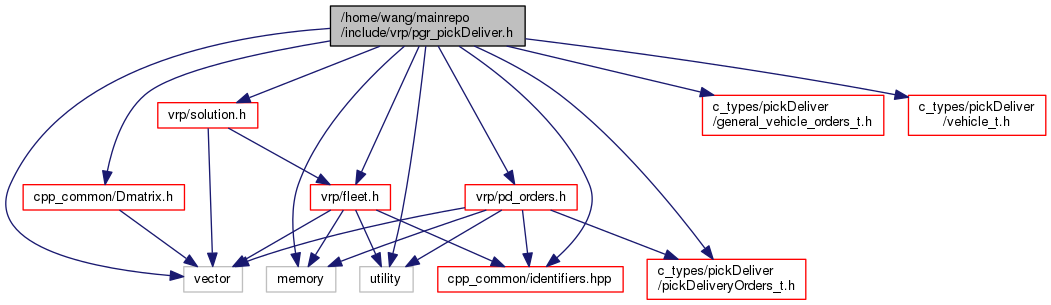 /home/wang/mainrepo
/include/vrp/pgr_pickDeliver.h
vrp/solution.h
c_types/pickDeliver
/general_vehicle_orders_t.h
c_types/pickDeliver
/vehicle_t.h
cpp_common/Dmatrix.h
vrp/fleet.h
vrp/pd_orders.h
vector
memory
utility
cpp_common/identifiers.hpp
c_types/pickDeliver
/pickDeliveryOrders_t.h